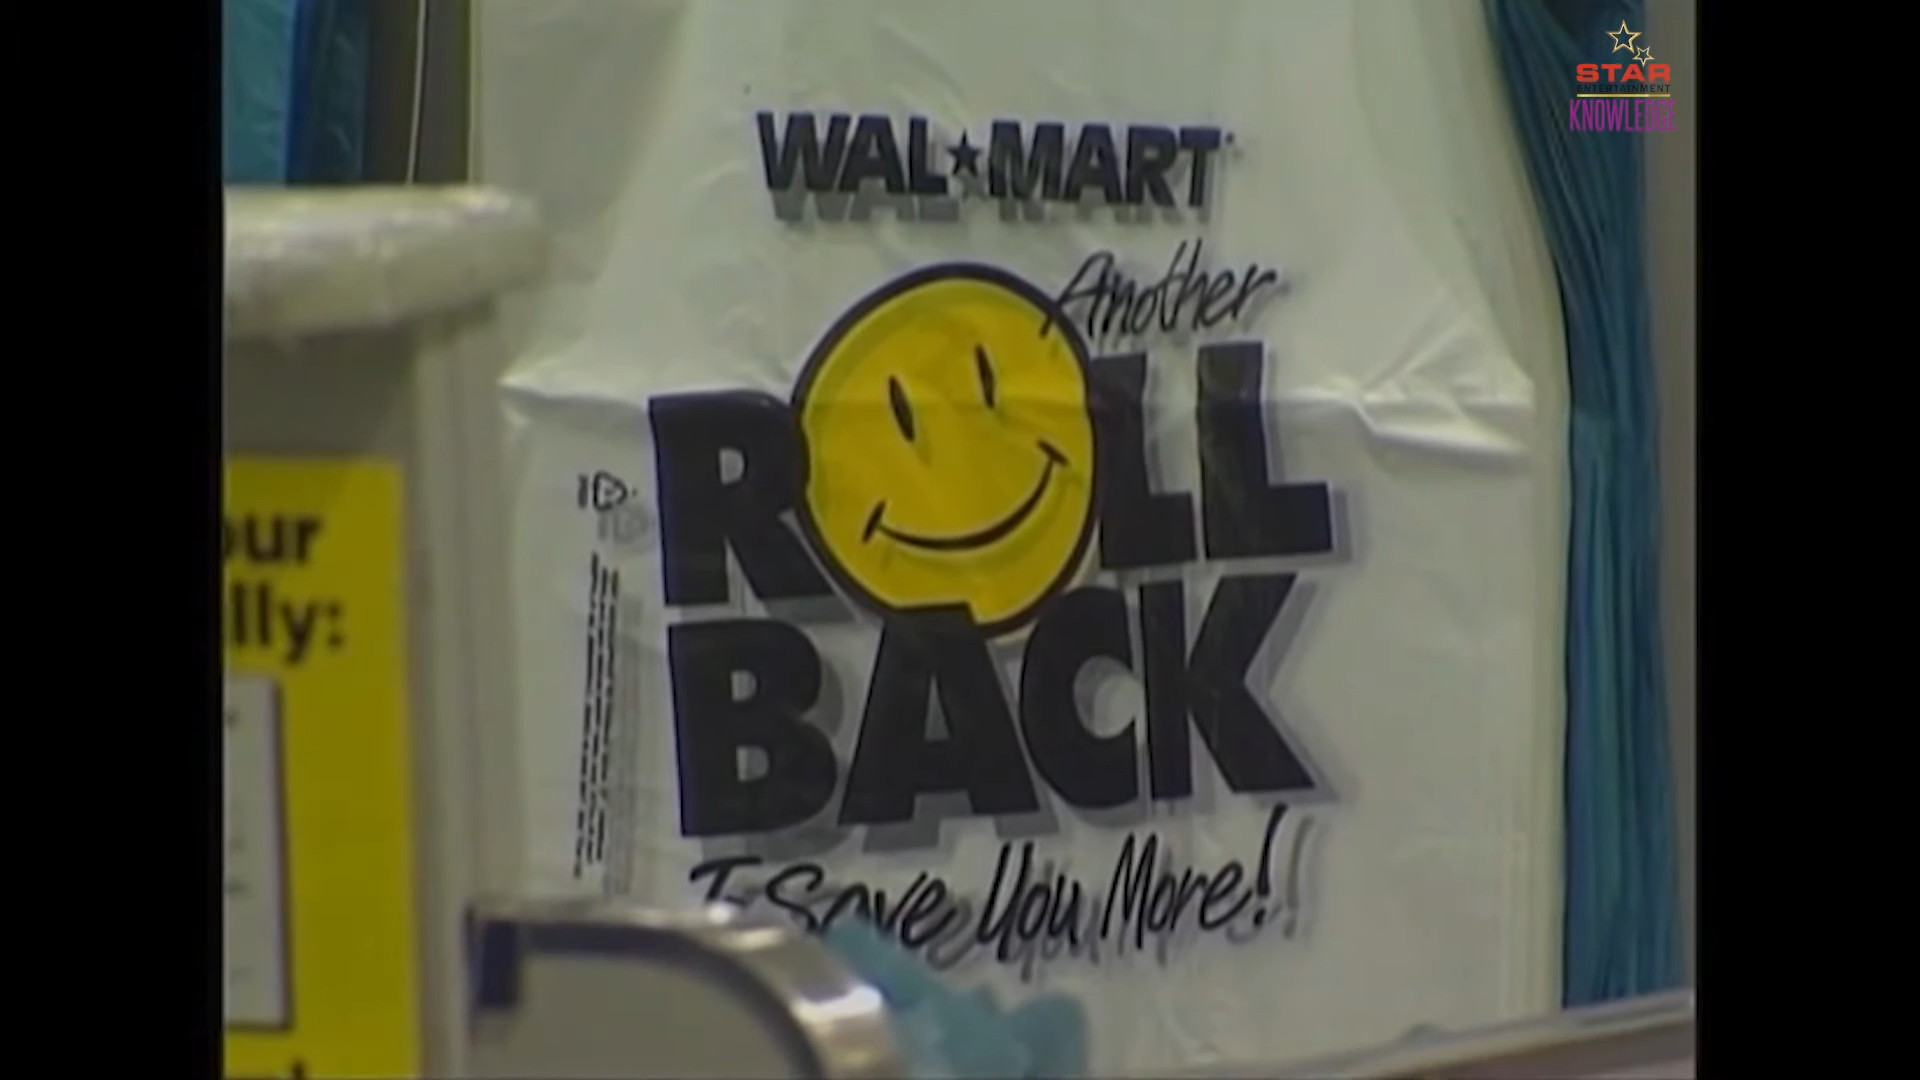 STAR
ENTERTAINMENT
KNOWLEDGE
WAL★MART
Another
ROLL
BACK
To Save You More!
our
lly: